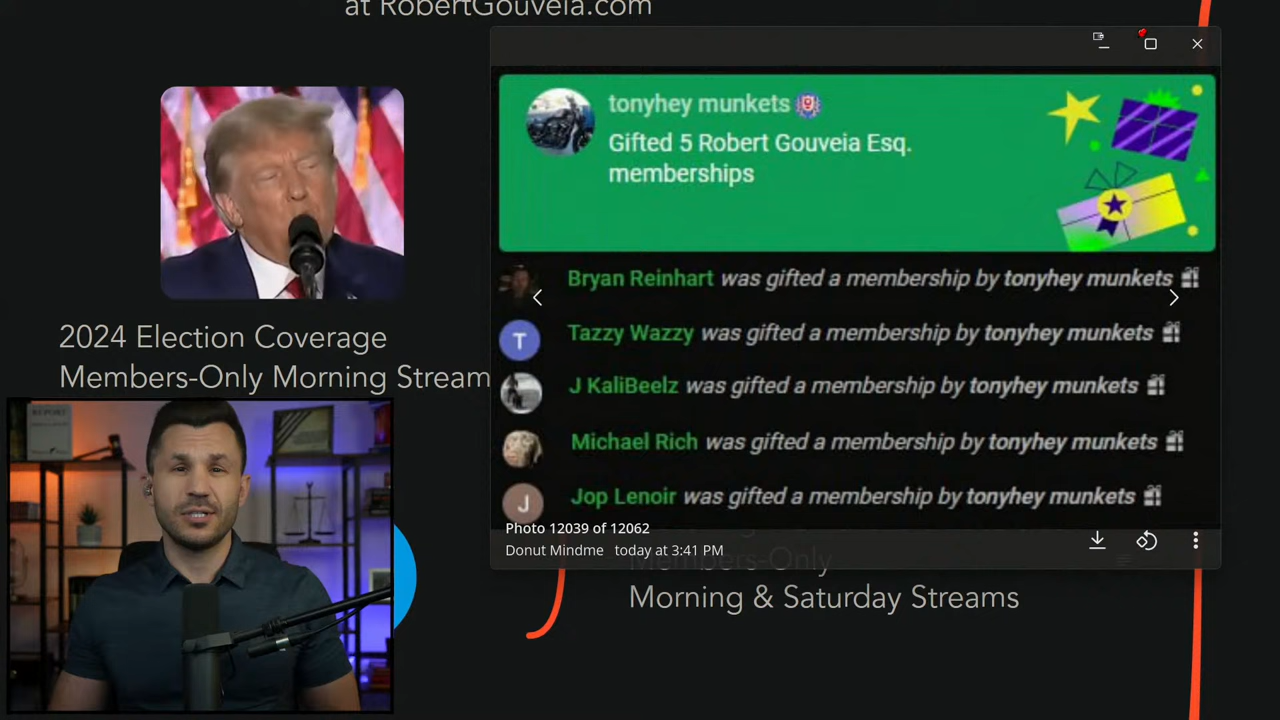 at RobertGouveia.com
tonyhey munkets
Gifted 5 Robert Gouveia Esq.
memberships
Bryan Reinhart was gifted a membership by tonyhey munkets
Tazzy Wazzy was gifted a membership by tonyhey munkets
J KaliBeelz was gifted a membership by tonyhey munkets
Michael Rich was gifted a membership by tonyhey munkets
T
Jop Lenoir was gifted a membership by tonyhey munkets
J
Photo 12039 of 12062
Donut Mindme today at 3:41 PM
2024 Election Coverage
Members-Only Morning Stream
Members-Only
Morning & Saturday Streams